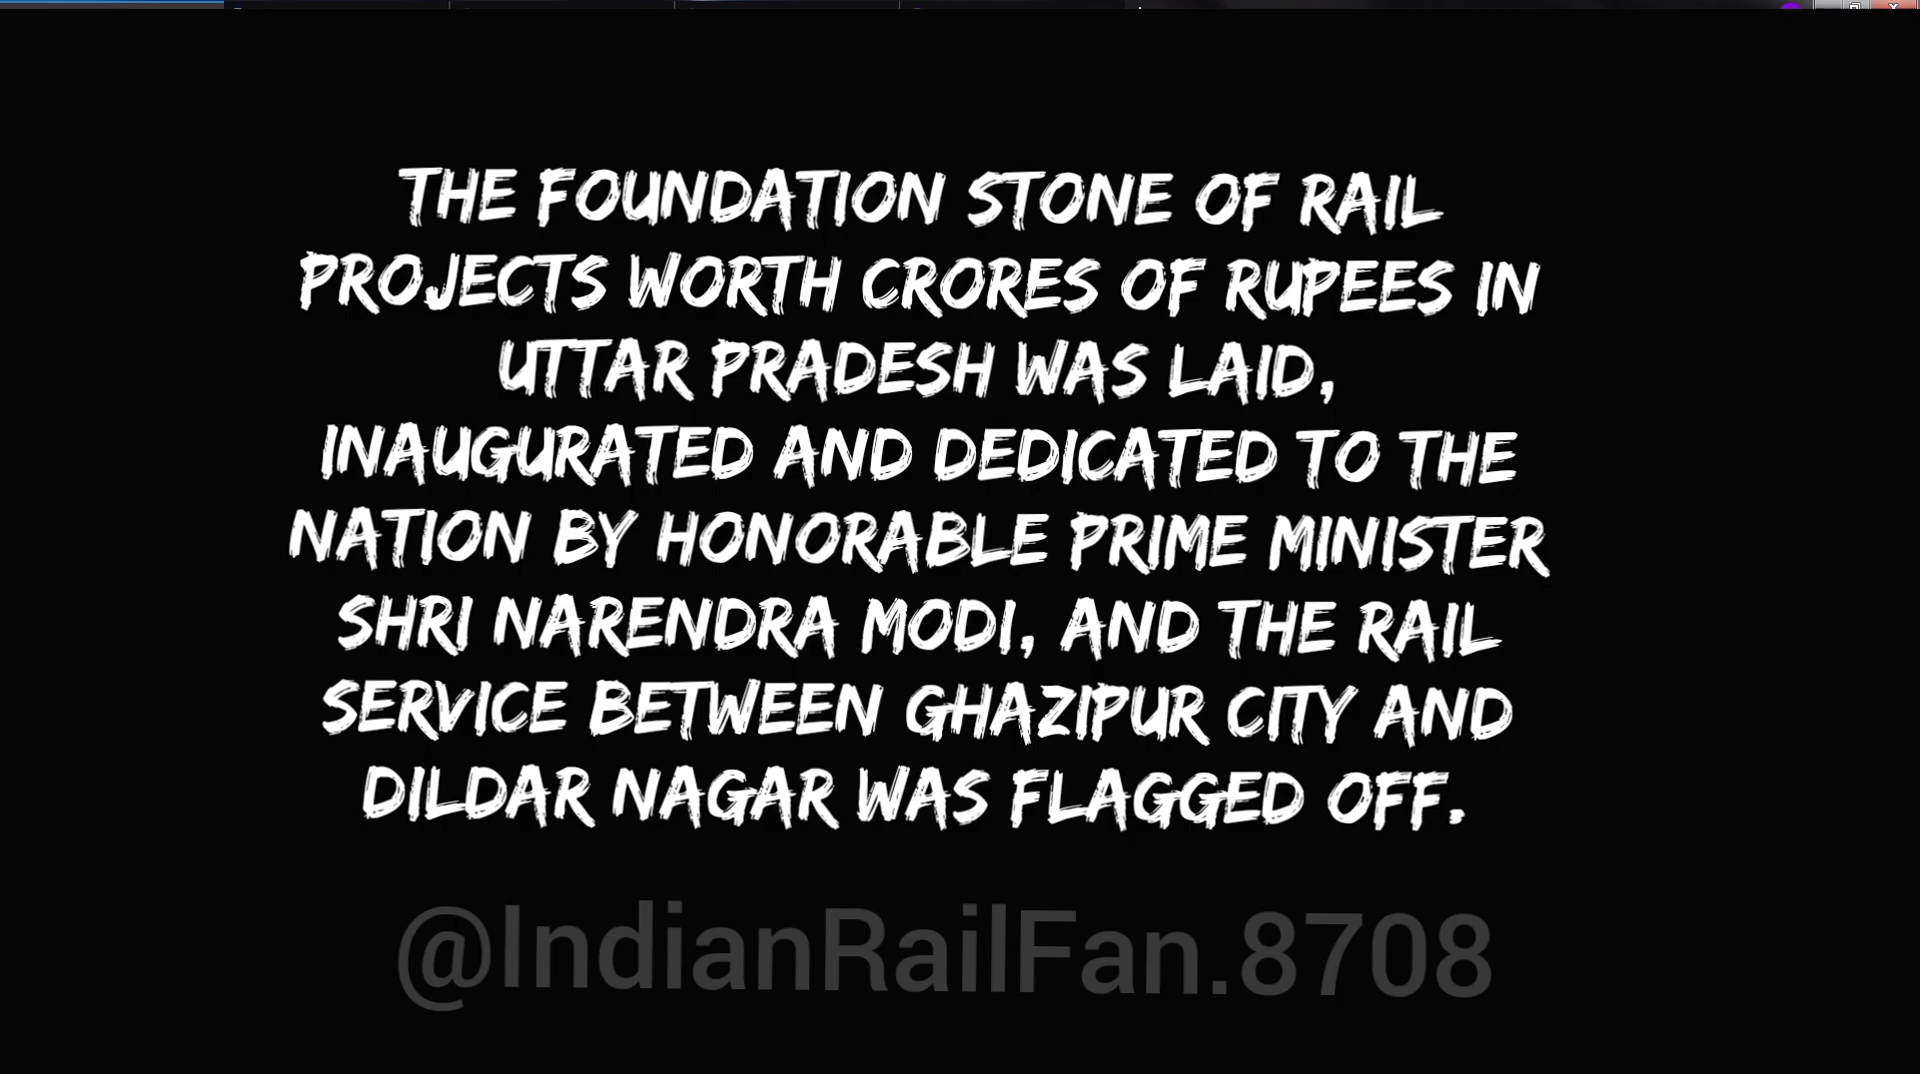 THE FOUNDATION STONE OF RAIL
PROJECTS WORTH CRORES OF RUPEES IN
UTTAR PRADESH WAS LAID,
INAUGURATED AND DEDICATED TO THE
NATION BY HONORABLE PRIME MINISTER
SHRI NARENDRA MODI, AND THE RAIL
SERVICE BETWEEN GHAZIPUR CITY AND
DILDAR NAGAR WAS FLAGGED OFF.
@IndianRailFan.8708